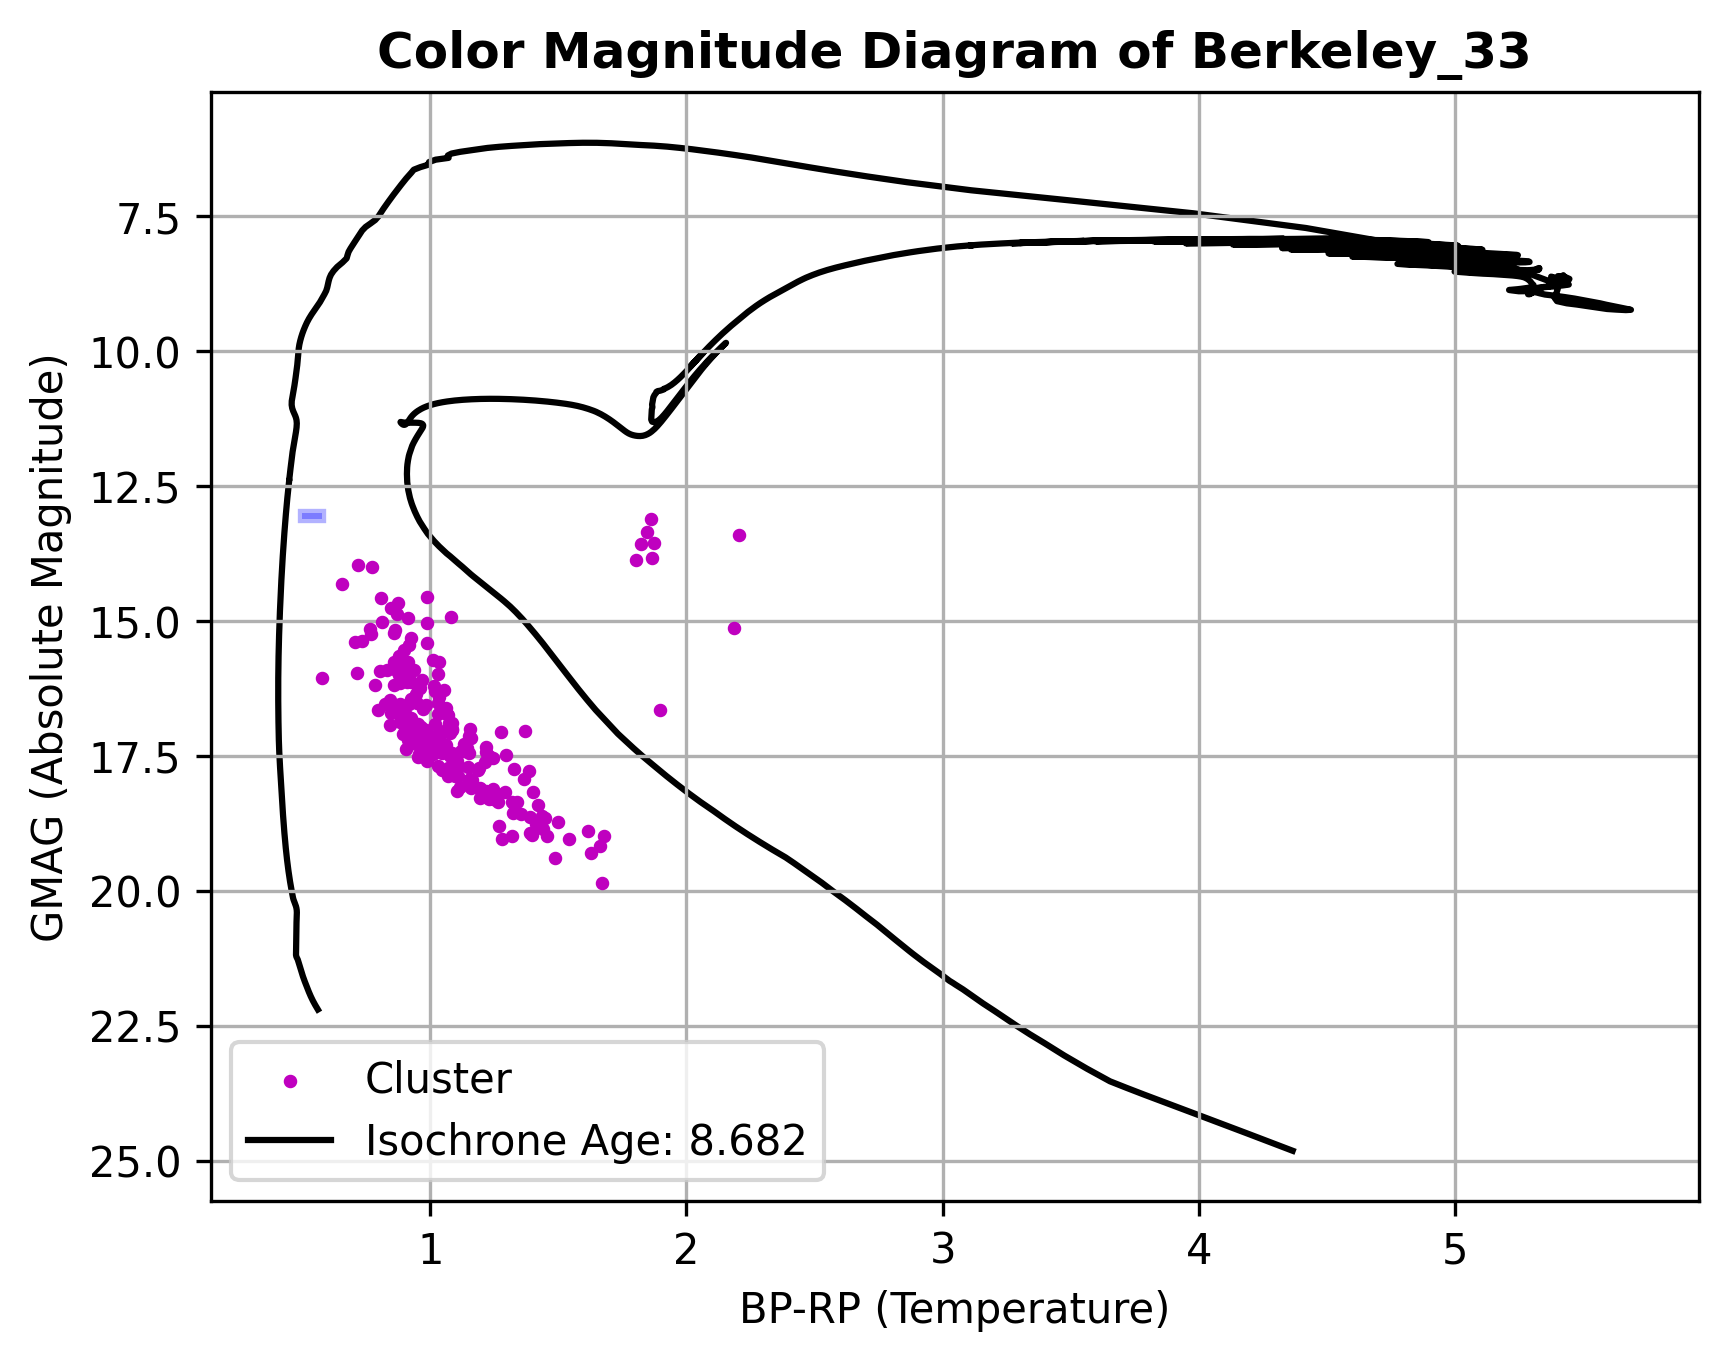 Color Magnitude Diagram of Berkeley_33
GMAG (Absolute Magnitude)
7.5
10.0
12.5
15.0
17.5
20.0
22.5
25.0
Cluster
Isochrone Age: 8.682
1
2
3
4
5
BP-RP (Temperature)